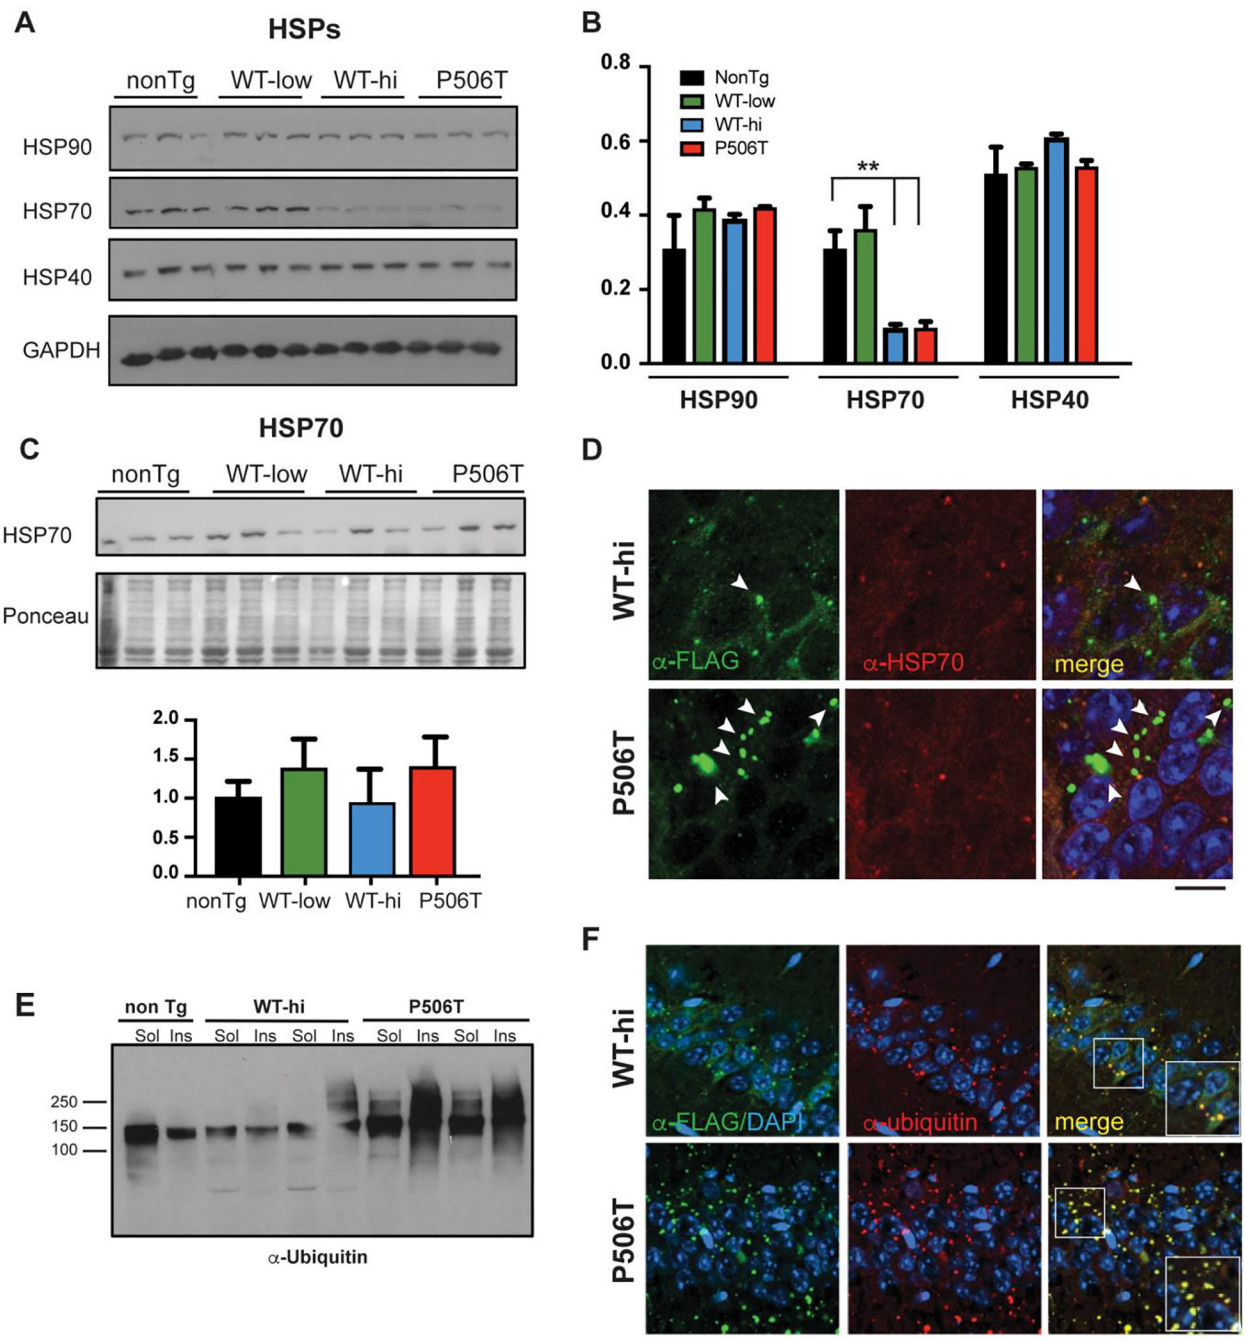 A
HSPs
nonTg WT-low WT-hi P506T
HSP90
HSP70
HSP40
GAPDH
B
0.8
0.6
0.4
0.2
0.0
NonTg
WT-low
WT-hi
P506T
**
HSP90 HSP70 HSP40
C
HSP70
nonTg WT-low WT-hi P506T
HSP70
Ponceau
2.0
1.5
1.0
0.5
0.0
nonTg WT-low WT-hi P506T
D
WT-hi
α-FLAG α-HSP70 merge
P506T
E
non Tg WT-hi P506T
Sol Ins Sol Ins Sol Ins Sol Ins Sol Ins
250
150
100
α-Ubiquitin
F
WT-hi
α-FLAG/DAPI α-ubiquitin merge
P506T